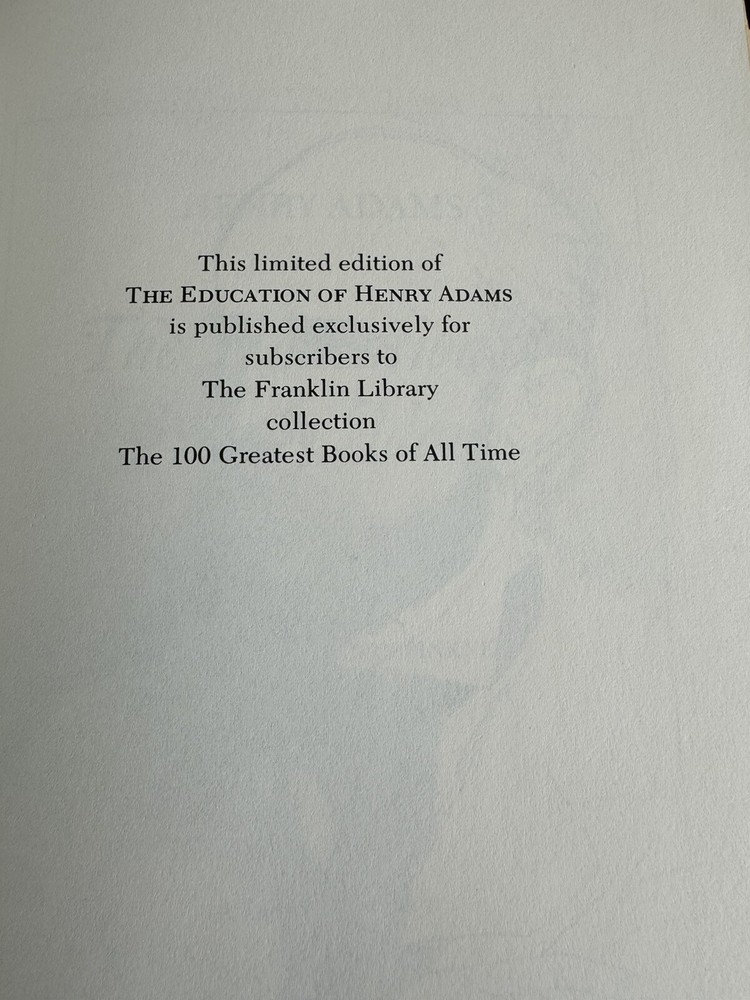 This limited edition of
THE EDUCATION OF HENRY ADAMS
is published exclusively for
subscribers to
The Franklin Library
collection
The 100 Greatest Books of All Time